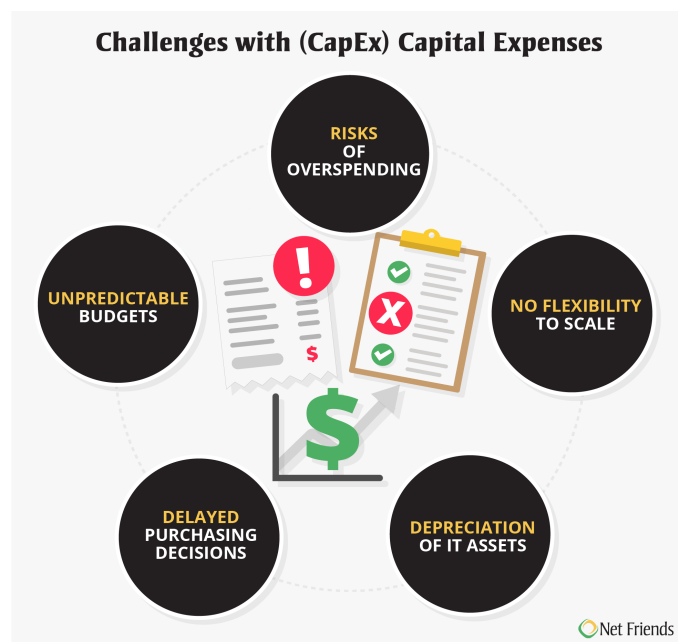 Challenges with (CapEx) Capital Expenses
RISKS
OF
OVERSPENDING
NO FLEXIBILITY
TO SCALE
DEPRECIATION
OF IT ASSETS
DELAYED
PURCHASING
DECISIONS
UNPREDICTABLE
BUDGETS
!
$
X
$
Net Friends